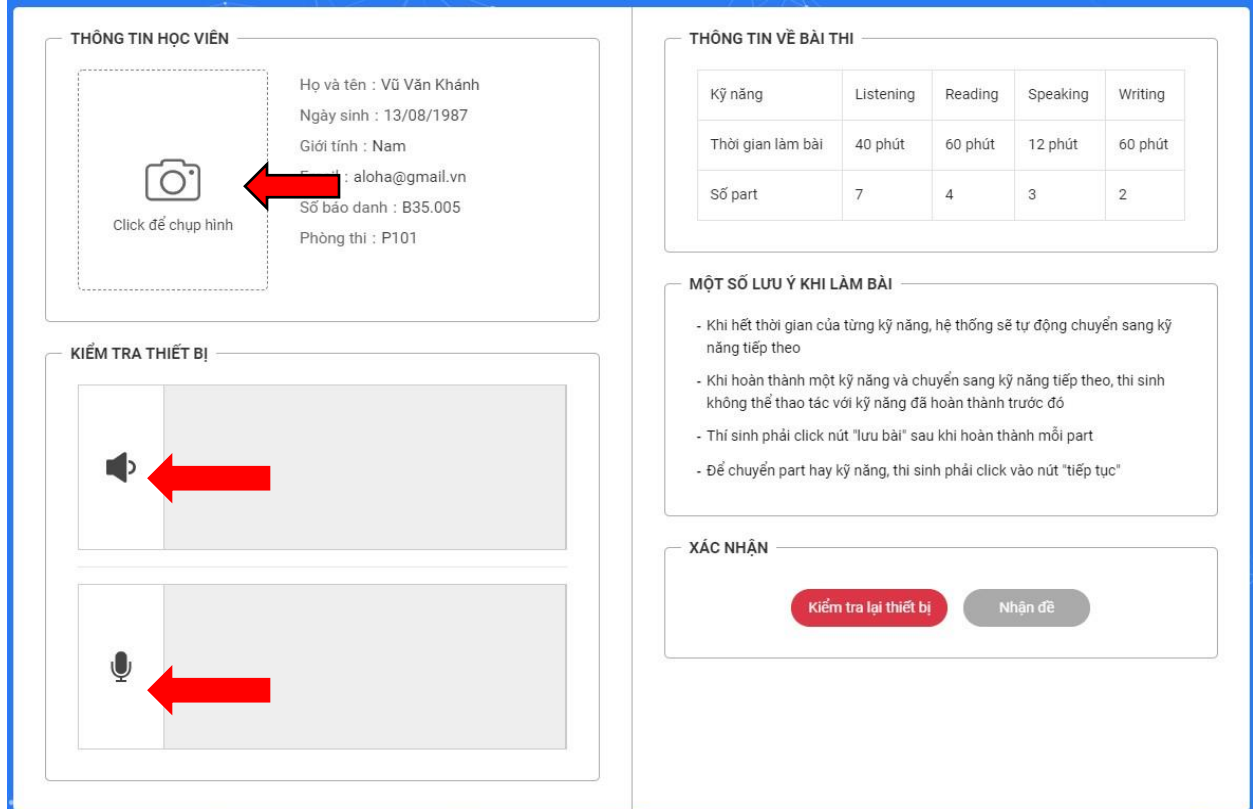 THÔNG TIN HỌC VIÊN
Click để chụp hình
Họ và tên : Vũ Văn Khánh
Ngày sinh : 13/08/1987
Giới tính : Nam
: aloha@gmail.vn
Số báo danh : B35.005
Phòng thi : P101
KIỂM TRA THIẾT BỊ
THÔNG TIN VỀ BÀI THI
Kỹ năng Listening Reading Speaking Writing
Thời gian làm bài 40 phút 60 phút 12 phút 60 phút
Số part 7 4 3 2
MỘT SỐ LƯU Ý KHI LÀM BÀI
- Khi hết thời gian của từng kỹ năng, hệ thống sẽ tự động chuyển sang kỹ
năng tiếp theo
- Khi hoàn thành một kỹ năng và chuyển sang kỹ năng tiếp theo, thi sinh
không thể thao tác với kỹ năng đã hoàn thành trước đó
- Thí sinh phải click nút "lưu bài" sau khi hoàn thành mỗi part
- Để chuyển part hay kỹ năng, thi sinh phải click vào nút "tiếp tục"
XÁC NHẬN
Kiểm tra lại thiết bị
Nhận đề